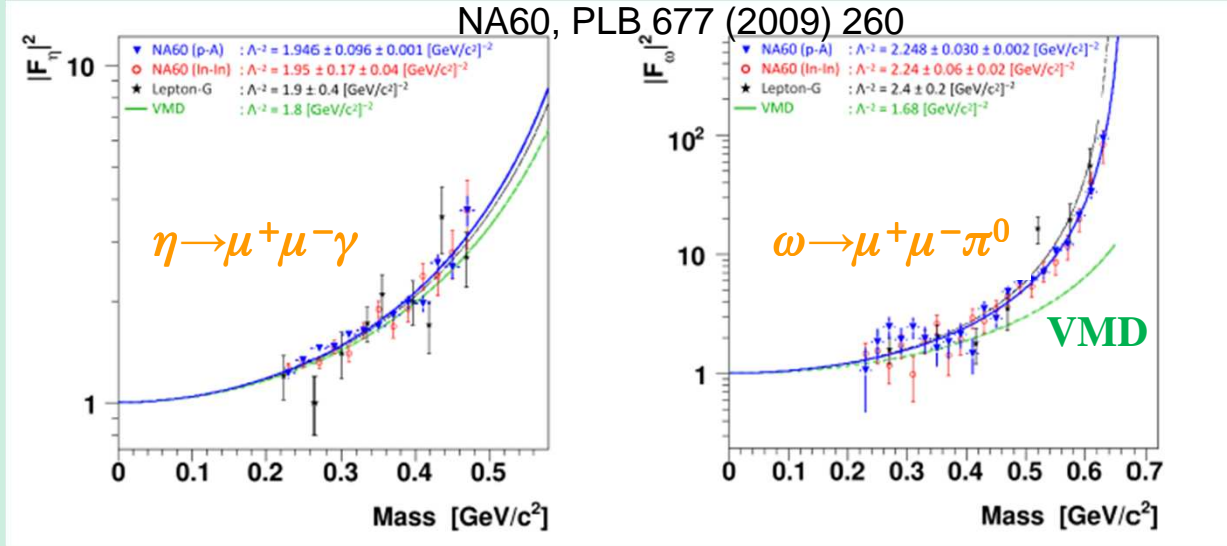 NA60, PLB 677 (2009) 260
|F_η|²
NA60 (p-A) : Λ⁻² = 1.946 ± 0.096 ± 0.001 [GeV/c²]⁻²
NA60 (In-In) : Λ⁻² = 1.95 ± 0.17 ± 0.04 [GeV/c²]⁻²
Lepton-G : Λ⁻² = 1.9 ± 0.4 [GeV/c²]⁻²
VMD : Λ⁻² = 1.8 [GeV/c²]⁻²
10
η→μ⁺μ⁻γ
1
0 0.1 0.2 0.3 0.4 0.5
Mass [GeV/c²]
|F_ω|²
NA60 (p-A) : Λ⁻² = 2.248 ± 0.030 ± 0.002 [GeV/c²]⁻²
NA60 (In-In) : Λ⁻² = 2.24 ± 0.06 ± 0.02 [GeV/c²]⁻²
Lepton-G : Λ⁻² = 2.4 ± 0.2 [GeV/c²]⁻²
VMD : Λ⁻² = 1.68 [GeV/c²]⁻²
10²
ω→μ⁺μ⁻π⁰
10
VMD
1
0 0.1 0.2 0.3 0.4 0.5 0.6 0.7
Mass [GeV/c²]